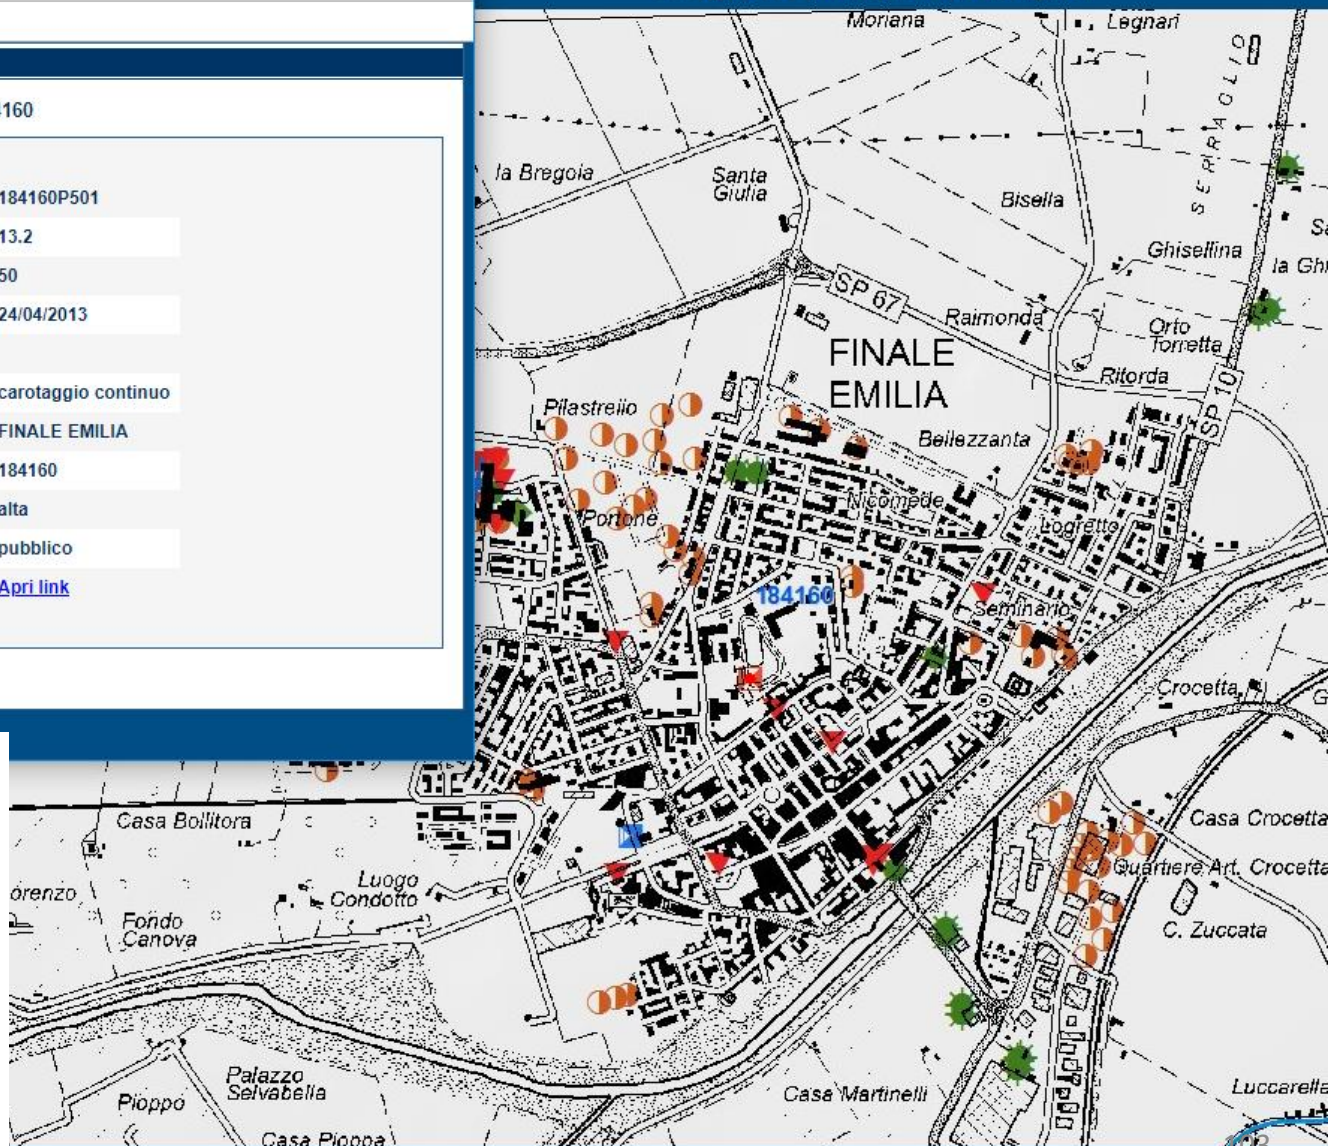 160
184160P501
13.2
50
24/04/2013
carotaggio continuo
FINALE EMILIA
184160
alta
pubblico
Apri link
Moriana
Legnari
SERRAGLIO
la Bregola
Santa
Giulia
Bisella
Ghisellina
la Ghi
SP 67
Raimonda
Orto
Torretta
FINALE
EMILIA
Ritorda
SP 10
Pilastrello
Bellezzanta
Nicomede
Portone
Logretto
184160
Seminario
Crocetta
Casa Bollitora
Casa Crocetta
Luogo
Condotto
Quartiere Art. Crocetta
orenzo
Fondo
Canova
C. Zuccata
Palazzo
Selvabella
Pioppo
Casa Martinelli
Luccarella
Casa Pioppa